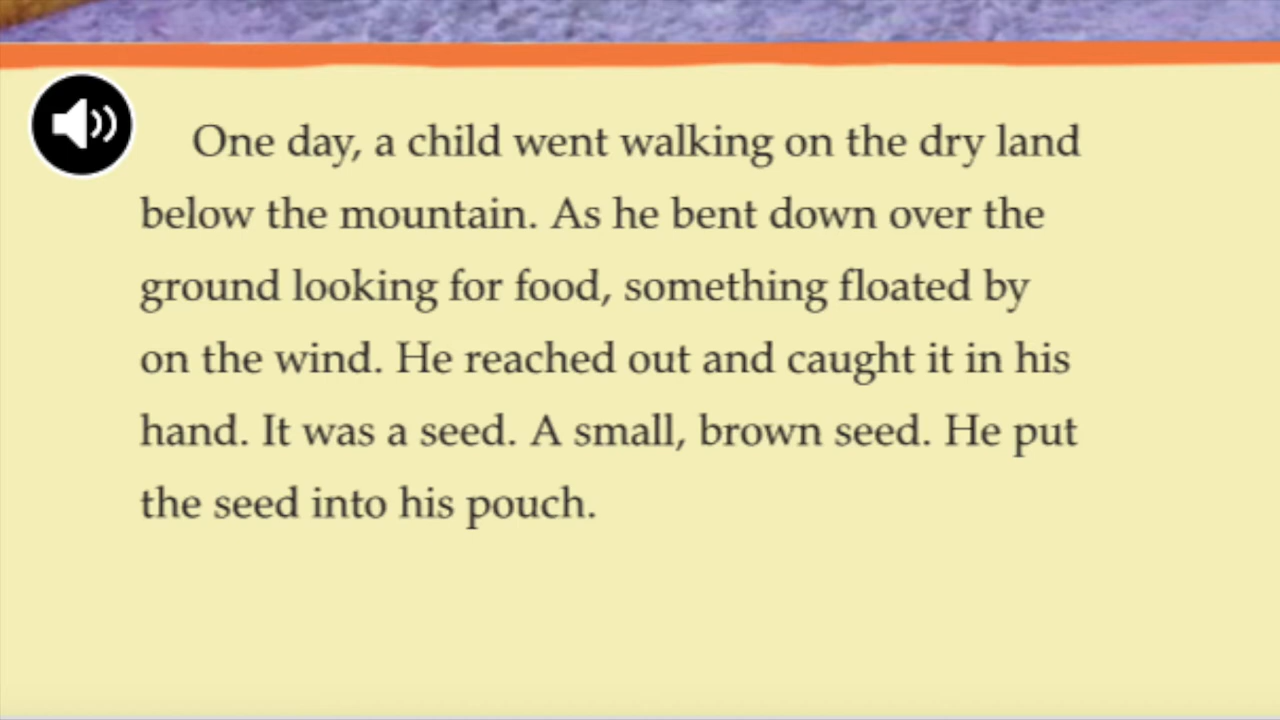 One day, a child went walking on the dry land
below the mountain. As he bent down over the
ground looking for food, something floated by
on the wind. He reached out and caught it in his
hand. It was a seed. A small, brown seed. He put
the seed into his pouch.